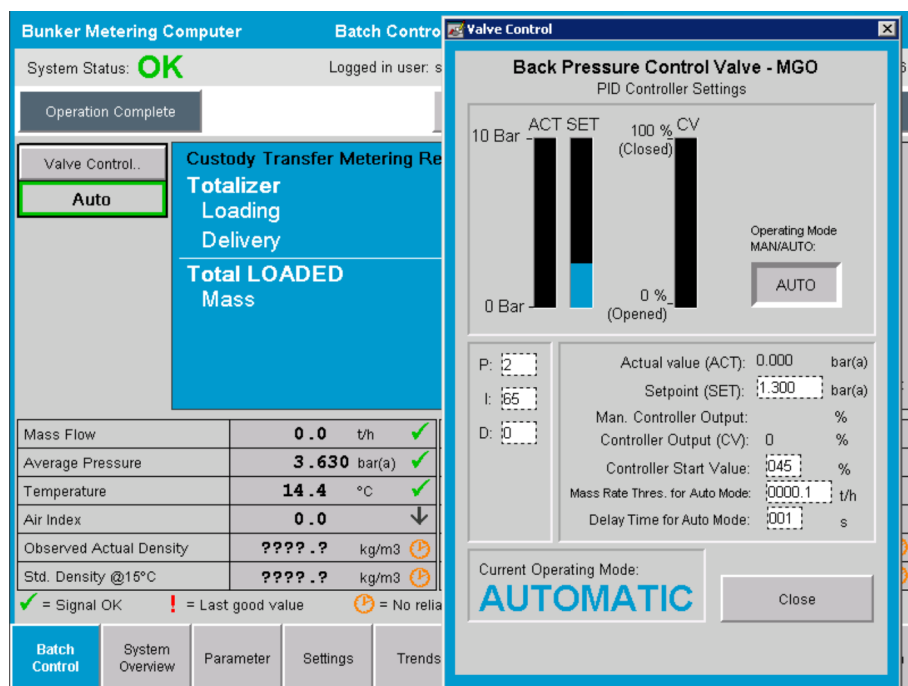 Bunker Metering Computer Batch Contro
System Status: OK Logged in user: s
Operation Complete
Valve Control..
Auto
Custody Transfer Metering Re
Totalizer
Loading
Delivery
Total LOADED
Mass
Mass Flow 0.0 t/h
Average Pressure 3.630 bar(a)
Temperature 14.4 °C
Air Index 0.0
Observed Actual Density ????.? kg/m3
Std. Density @15°C ????.? kg/m3
= Signal OK ! = Last good value = No relia
Batch Control
System Overview
Parameter
Settings
Trends
Valve Control
Back Pressure Control Valve - MGO
PID Controller Settings
ACT SET CV
10 Bar 100 %
(Closed)
Operating Mode
MAN/AUTO:
AUTO
0 Bar 0 %
(Opened)
P: 2
I: 65
D: 0
Actual value (ACT): 0.000 bar(a)
Setpoint (SET): 1.300 bar(a)
Man. Controller Output: %
Controller Output (CV): 0 %
Controller Start Value: 045 %
Mass Rate Thres. for Auto Mode: 0000.1 t/h
Delay Time for Auto Mode: 001 s
Current Operating Mode:
AUTOMATIC
Close